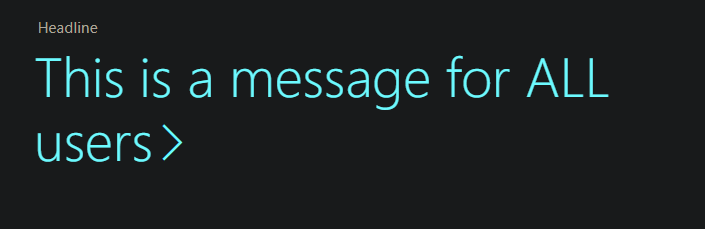 Headline
This is a message for ALL
users>